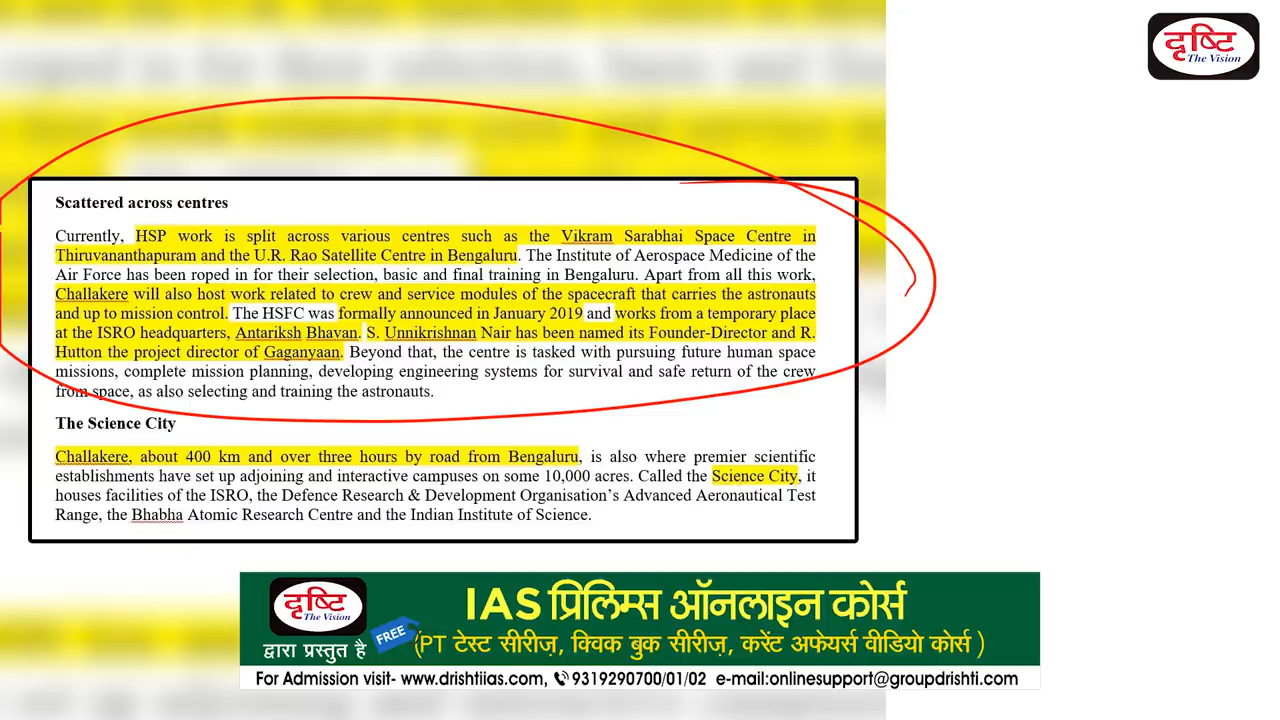 दृष्टि
The Vision
Scattered across centres
Currently, HSP work is split across various centres such as the Vikram Sarabhai Space Centre in
Thiruvananthapuram and the U.R. Rao Satellite Centre in Bengaluru. The Institute of Aerospace Medicine of the
Air Force has been roped in for their selection, basic and final training in Bengaluru. Apart from all this work,
Challakere will also host work related to crew and service modules of the spacecraft that carries the astronauts
and up to mission control. The HSFC was formally announced in January 2019 and works from a temporary place
at the ISRO headquarters, Antariksh Bhavan. S. Unnikrishnan Nair has been named its Founder-Director and R.
Hutton the project director of Gaganyaan. Beyond that, the centre is tasked with pursuing future human space
missions, complete mission planning, developing engineering systems for survival and safe return of the crew
from space, as also selecting and training the astronauts.
The Science City
Challakere, about 400 km and over three hours by road from Bengaluru, is also where premier scientific
establishments have set up adjoining and interactive campuses on some 10,000 acres. Called the Science City, it
houses facilities of the ISRO, the Defence Research & Development Organisation’s Advanced Aeronautical Test
Range, the Bhabha Atomic Research Centre and the Indian Institute of Science.
दृष्टि
The Vision
द्वारा प्रस्तुत है
FREE
IAS प्रिलिम्स ऑनलाइन कोर्स
(PT टेस्ट सीरीज़, क्विक बुक सीरीज़, करेंट अफेयर्स वीडियो कोर्स )
For Admission visit- www.drishtiias.com, 9319290700/01/02 e-mail:onlinesupport@groupdrishti.com